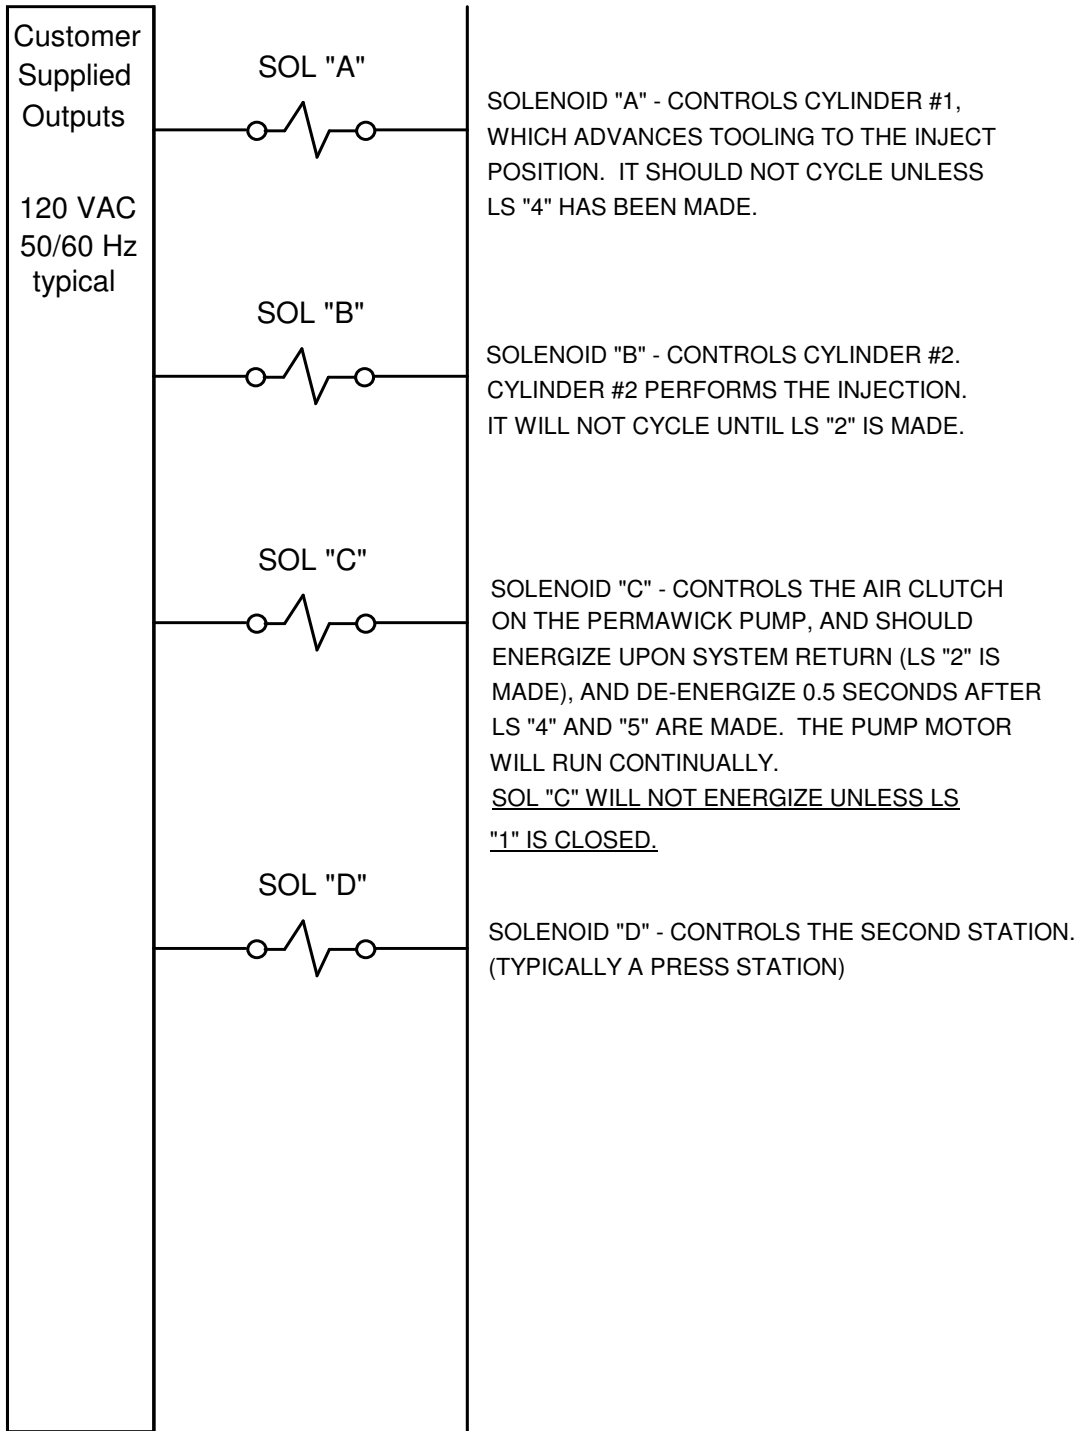 Customer
Supplied
Outputs
120 VAC
50/60 Hz
typical
SOL "A"
SOLENOID "A" - CONTROLS CYLINDER #1,
WHICH ADVANCES TOOLING TO THE INJECT
POSITION.  IT SHOULD NOT CYCLE UNLESS
LS "4" HAS BEEN MADE.
SOL "B"
SOLENOID "B" - CONTROLS CYLINDER #2.
CYLINDER #2 PERFORMS THE INJECTION.
IT WILL NOT CYCLE UNTIL LS "2" IS MADE.
SOL "C"
SOLENOID "C" - CONTROLS THE AIR CLUTCH
ON THE PERMAWICK PUMP, AND SHOULD
ENERGIZE UPON SYSTEM RETURN (LS "2" IS
MADE), AND DE-ENERGIZE 0.5 SECONDS AFTER
LS "4" AND "5" ARE MADE.  THE PUMP MOTOR
WILL RUN CONTINUALLY.
SOL "C" WILL NOT ENERGIZE UNLESS LS
"1" IS CLOSED.
SOL "D"
SOLENOID "D" - CONTROLS THE SECOND STATION.
(TYPICALLY A PRESS STATION)